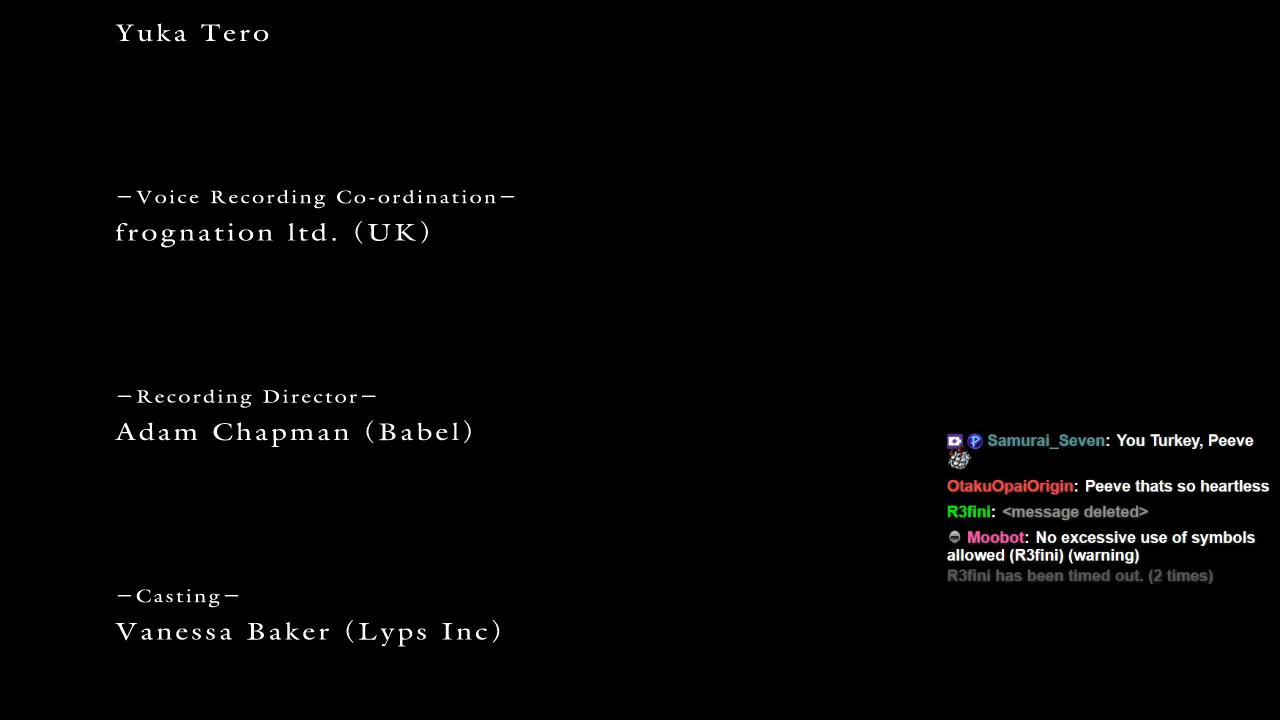 Yuka Tero
－Voice Recording Co-ordination－
frognation ltd.（UK）
－Recording Director－
Adam Chapman（Babel）
－Casting－
Vanessa Baker（Lyps Inc）
Samurai_Seven: You Turkey, Peeve
OtakuOpaiOrigin: Peeve thats so heartless
R3fini: <message deleted>
Moobot: No excessive use of symbols
allowed (R3fini) (warning)
R3fini has been timed out. (2 times)